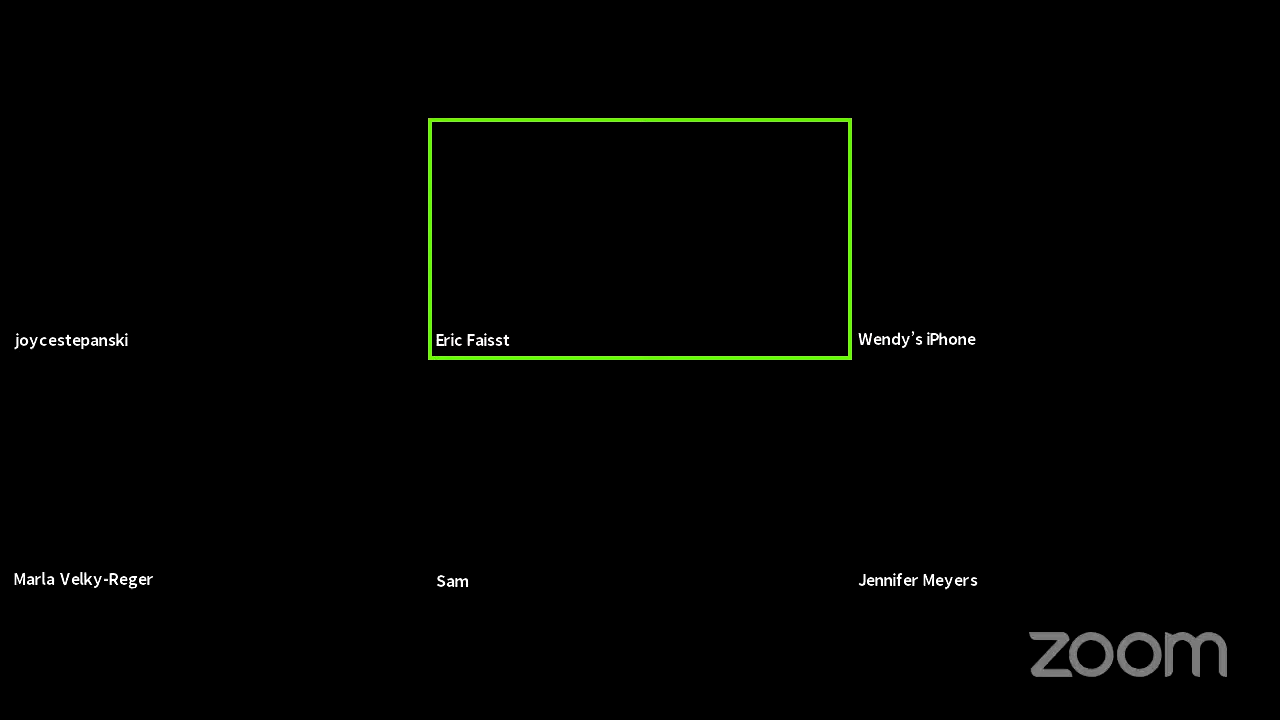 joycestepanski
Eric Faisst
Wendy’s iPhone
Marla Velky-Reger
Sam
Jennifer Meyers
zoom